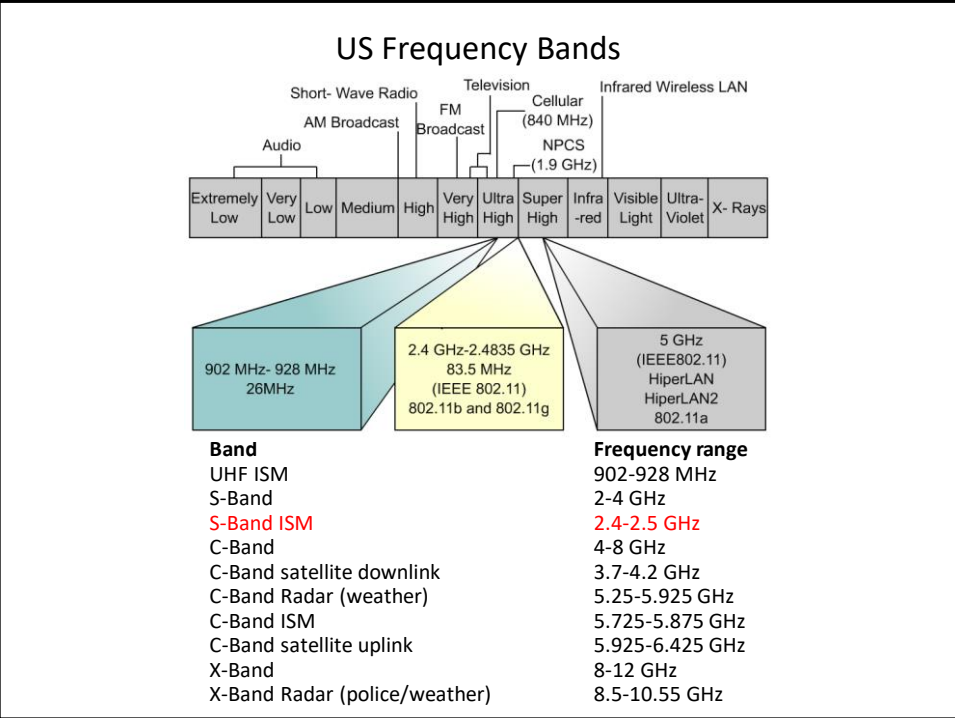 US Frequency Bands
Television
Infrared Wireless LAN
Short- Wave Radio
Cellular
(840 MHz)
FM
Broadcast
AM Broadcast
NPCS
(1.9 GHz)
Audio
Extremely
Low
Very
Low
Low
Medium
High
Very
High
Ultra
High
Super
High
Infra
-red
Visible
Light
Ultra-
Violet
X- Rays
902 MHz- 928 MHz
26MHz
2.4 GHz-2.4835 GHz
83.5 MHz
(IEEE 802.11)
802.11b and 802.11g
5 GHz
(IEEE802.11)
HiperLAN
HiperLAN2
802.11a
Band Frequency range
UHF ISM 902-928 MHz
S-Band 2-4 GHz
S-Band ISM 2.4-2.5 GHz
C-Band 4-8 GHz
C-Band satellite downlink 3.7-4.2 GHz
C-Band Radar (weather) 5.25-5.925 GHz
C-Band ISM 5.725-5.875 GHz
C-Band satellite uplink 5.925-6.425 GHz
X-Band 8-12 GHz
X-Band Radar (police/weather) 8.5-10.55 GHz